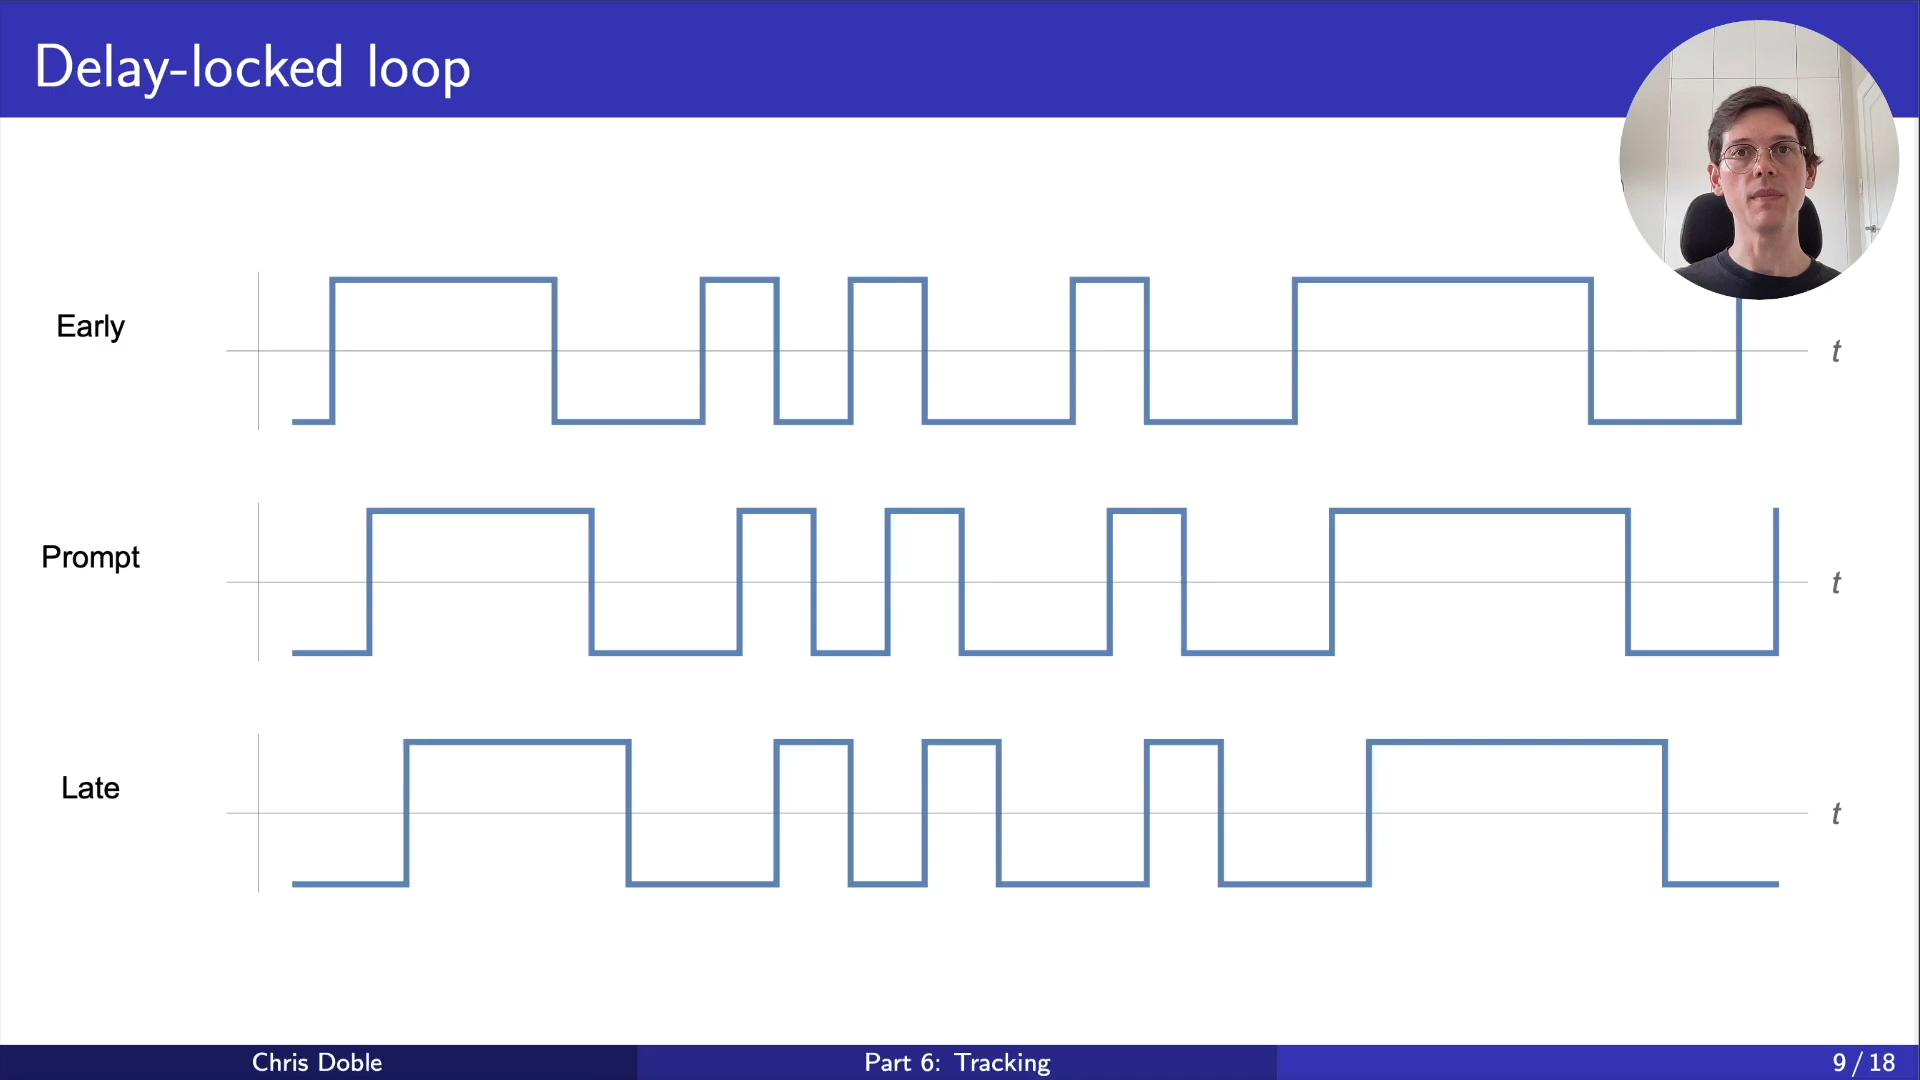 Delay-locked loop
Early
t
Prompt
t
Late
t
Chris Doble
Part 6: Tracking
9 / 18